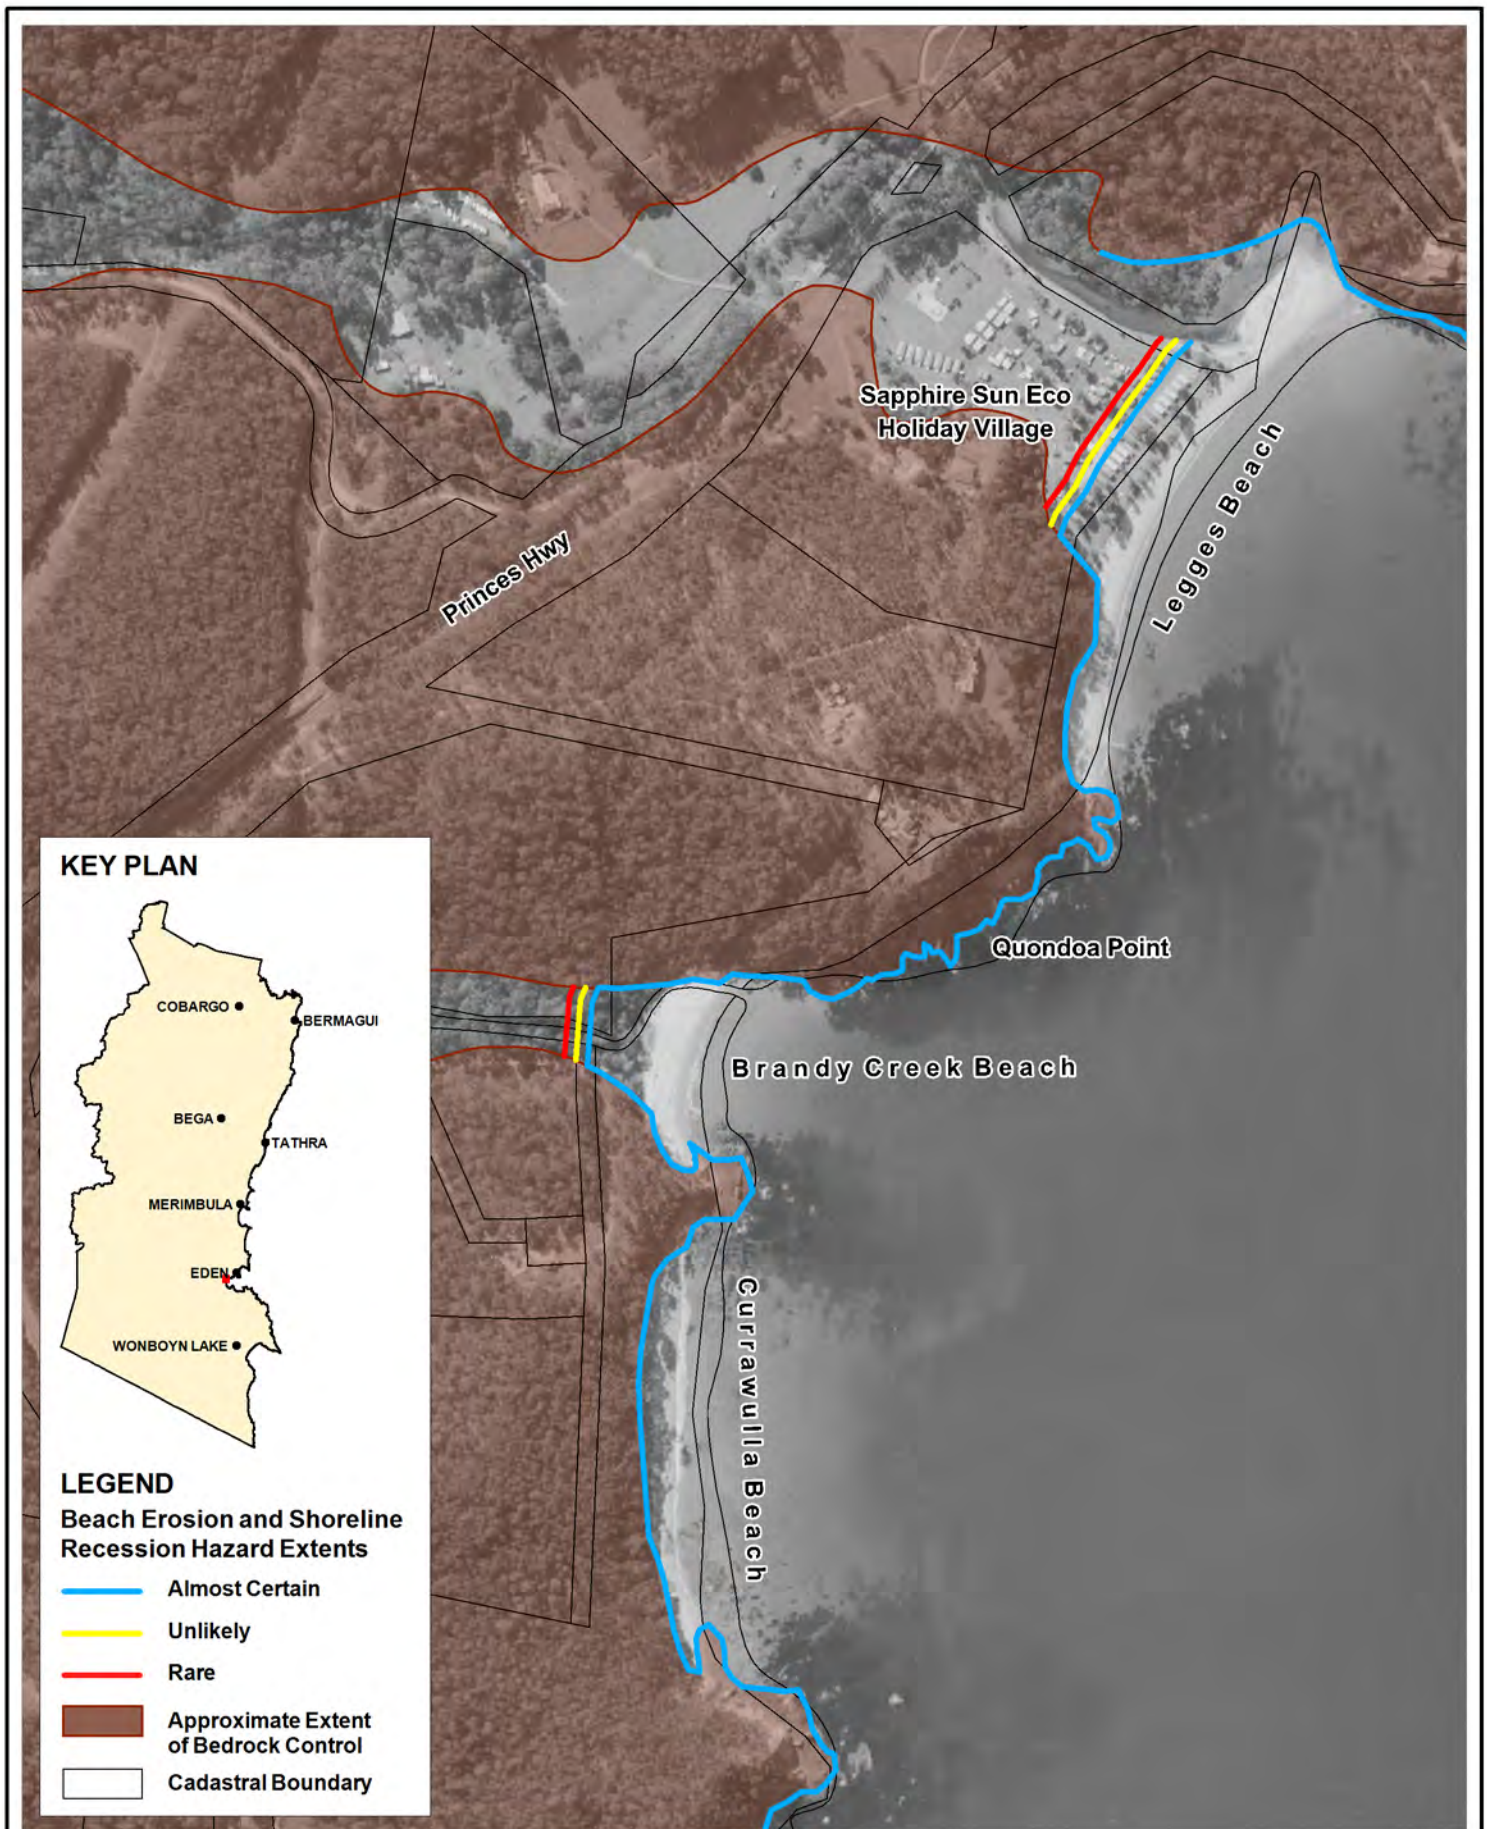 Sapphire Sun Eco
Holiday Village
Legges Beach
Princes Hwy
Quondoa Point
Brandy Creek Beach
Currawulla Beach
KEY PLAN
COBARGO
BERMAGUI
BEGA
TATHRA
MERIMBULA
EDEN
WONBOYN LAKE
LEGEND
Beach Erosion and Shoreline
Recession Hazard Extents
Almost Certain
Unlikely
Rare
Approximate Extent
of Bedrock Control
Cadastral Boundary